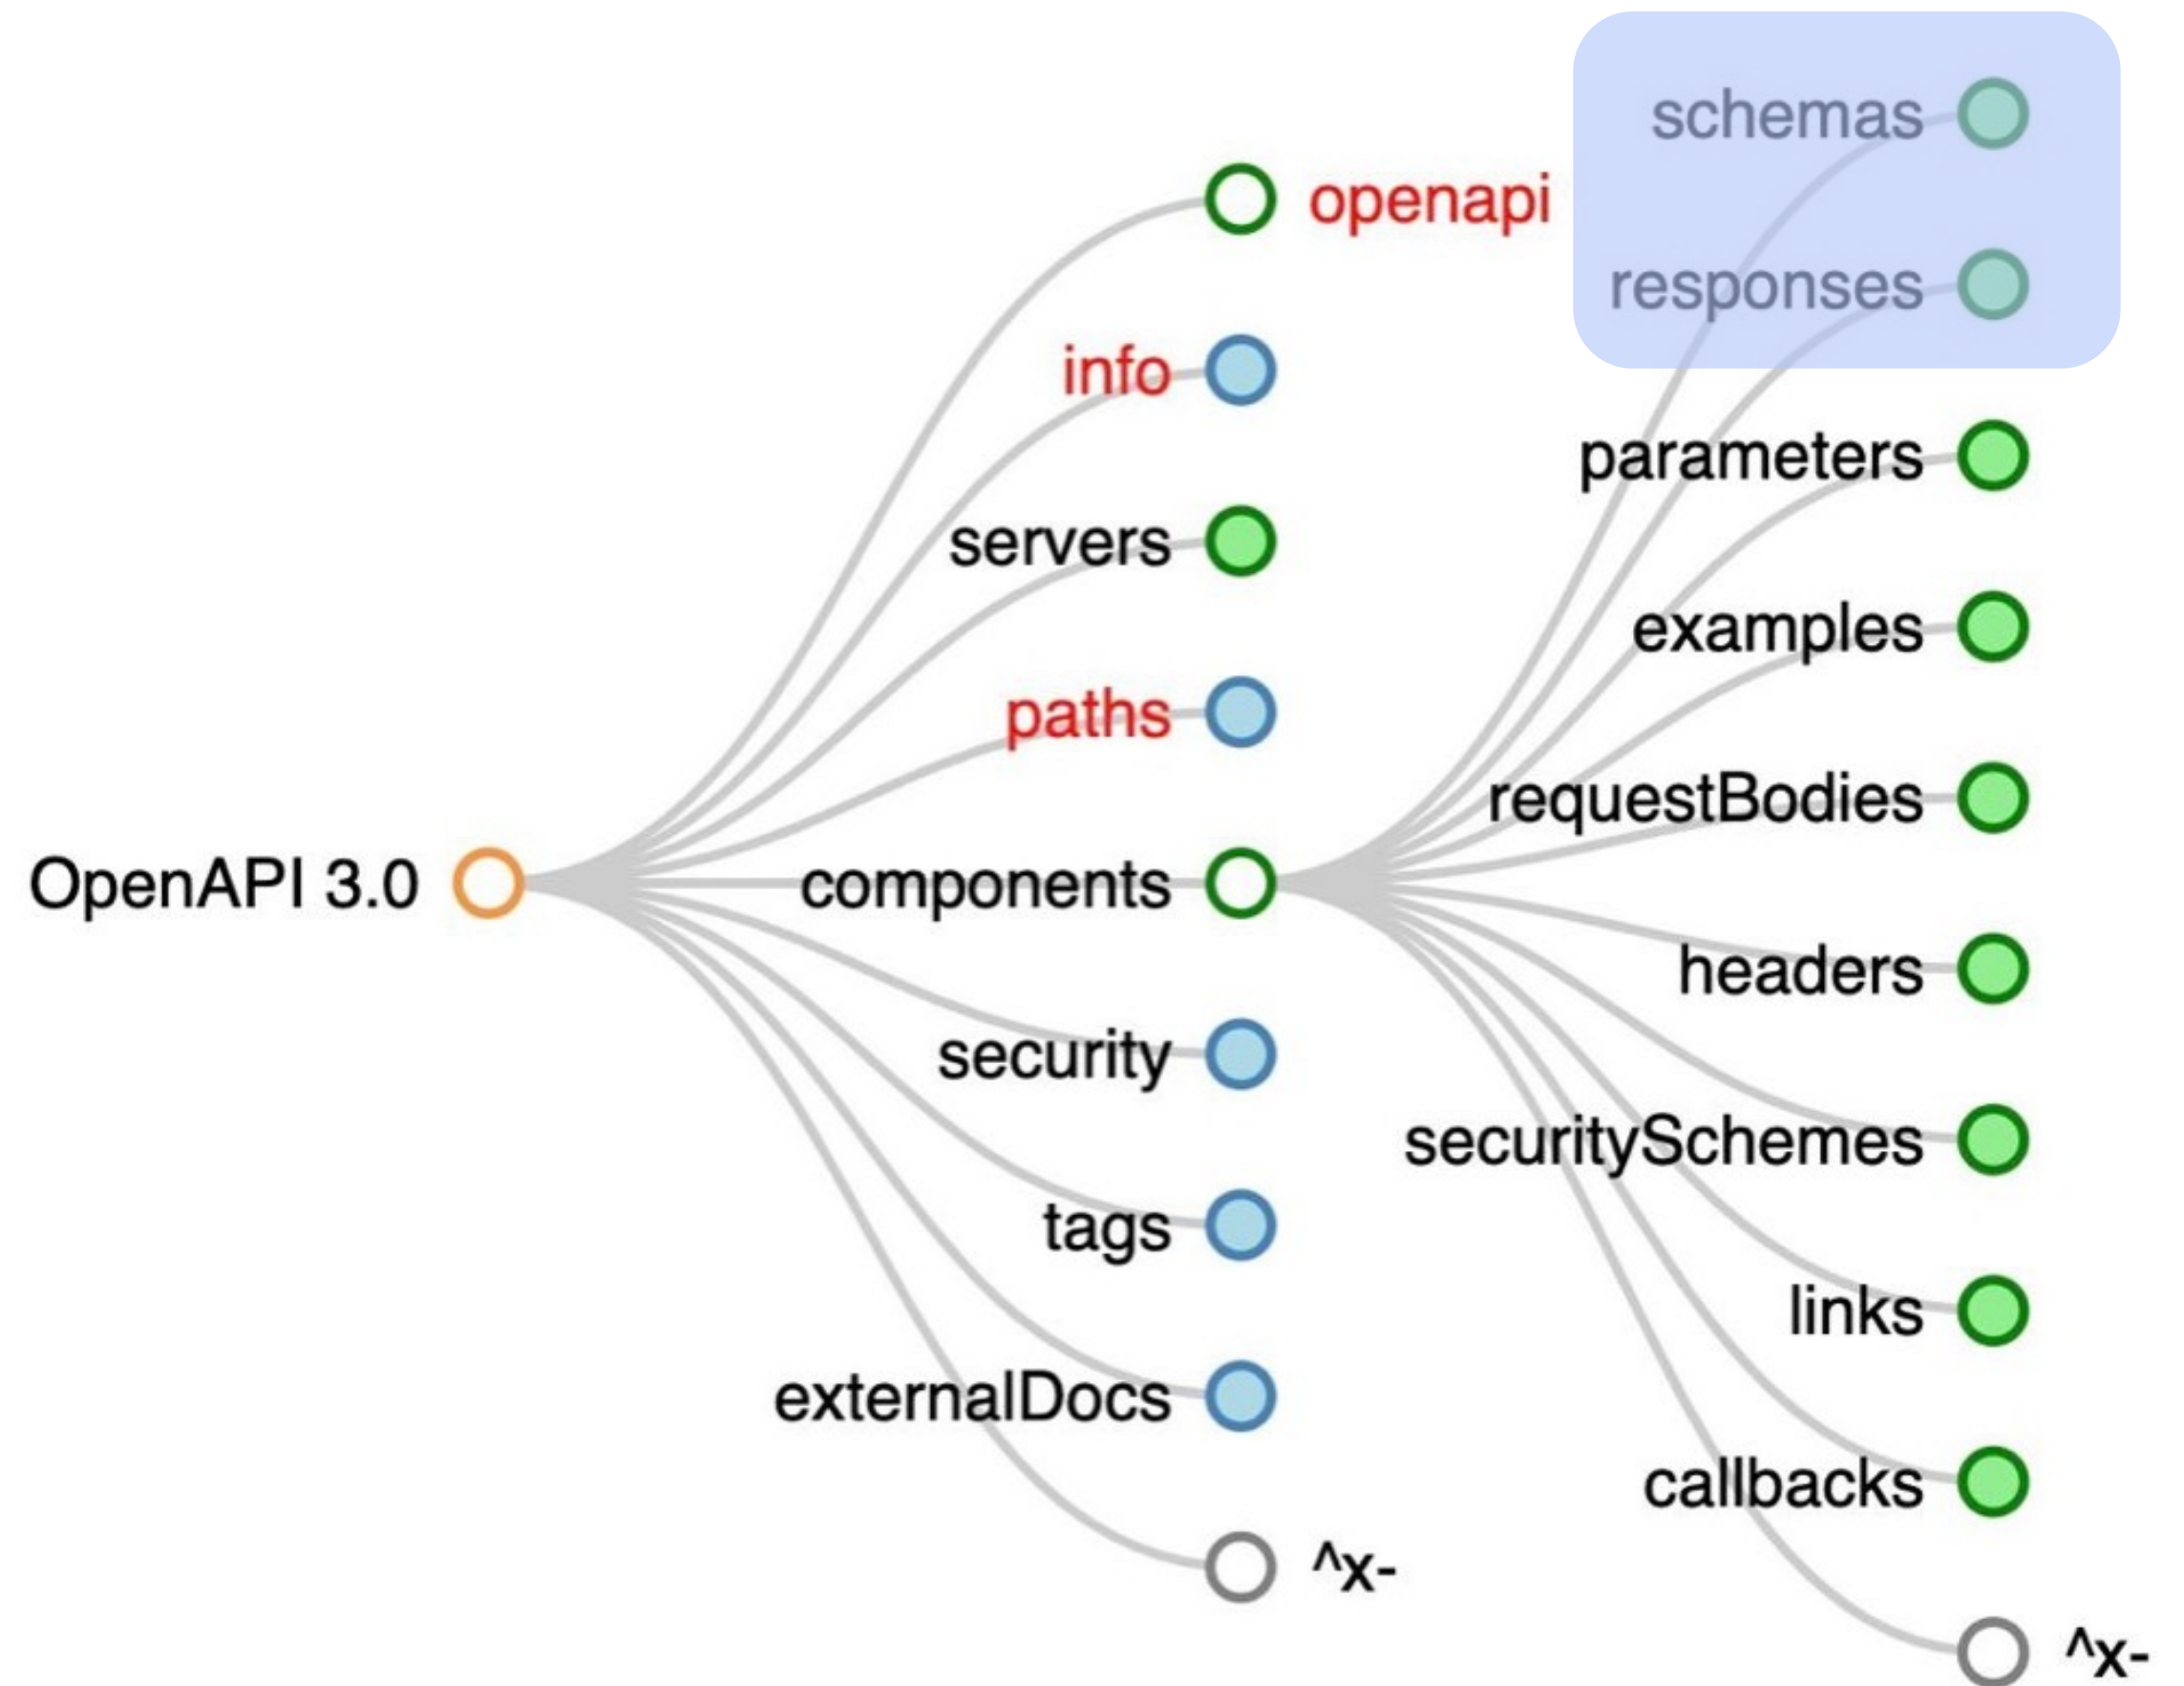 OpenAPI 3.0
openapi
info
servers
paths
components
security
tags
externalDocs
^x-
schemas
responses
parameters
examples
requestBodies
headers
securitySchemes
links
callbacks
^x-